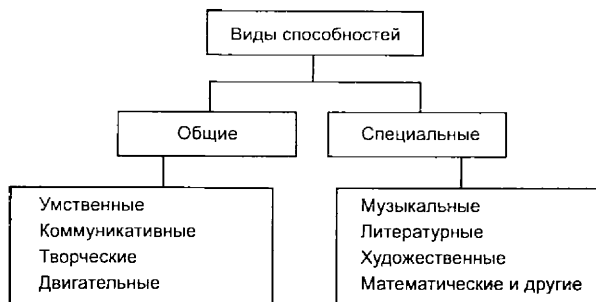 Виды способностей
Общие
Специальные
Умственные
Коммуникативные
Творческие
Двигательные
Музыкальные
Литературные
Художественные
Математические и другие